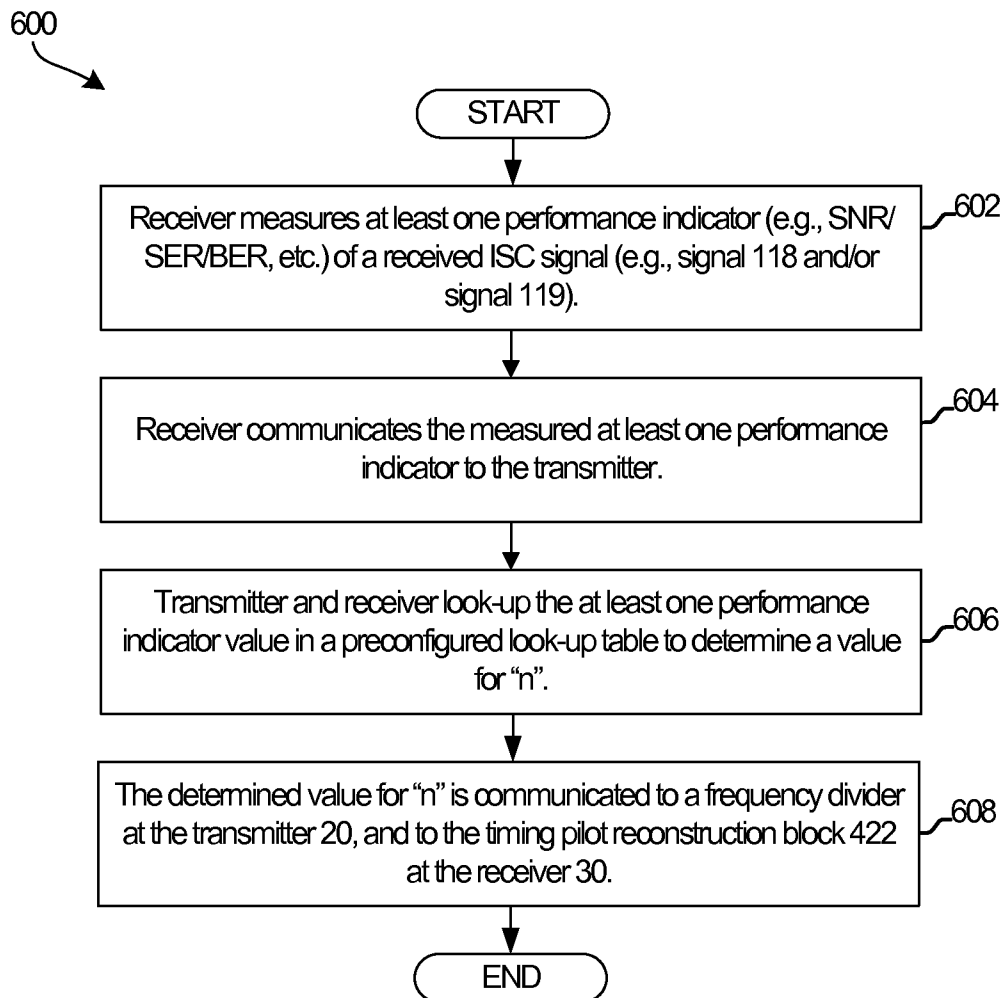 600
START
Receiver measures at least one performance indicator (e.g., SNR/
SER/BER, etc.) of a received ISC signal (e.g., signal 118 and/or
signal 119).
602
Receiver communicates the measured at least one performance
indicator to the transmitter.
604
Transmitter and receiver look-up the at least one performance
indicator value in a preconfigured look-up table to determine a value
for “n”.
606
The determined value for “n” is communicated to a frequency divider
at the transmitter 20, and to the timing pilot reconstruction block 422
at the receiver 30.
608
END